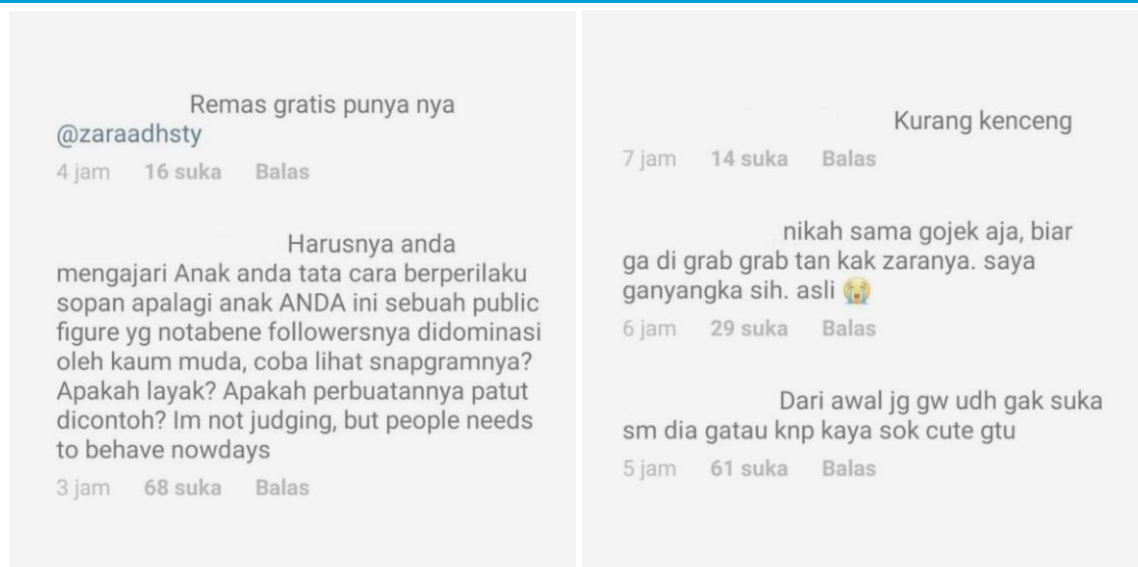 Remas gratis punya nya
@zaraadhsty
4 jam 16 suka Balas
Harusnya anda
mengajari Anak anda tata cara berperilaku
sopan apalagi anak ANDA ini sebuah public
figure yg notabene followersnya didominasi
oleh kaum muda, coba lihat snapgramnya?
Apakah layak? Apakah perbuatannya patut
dicontoh? Im not judging, but people needs
to behave nowdays
3 jam 68 suka Balas
Kurang kenceng
7 jam 14 suka Balas
nikah sama gojek aja, biar
ga di grab grab tan kak zaranya. saya
ganyangka sih. asli 😭
6 jam 29 suka Balas
Dari awal jg gw udh gak suka
sm dia gatau knp kaya sok cute gtu
5 jam 61 suka Balas